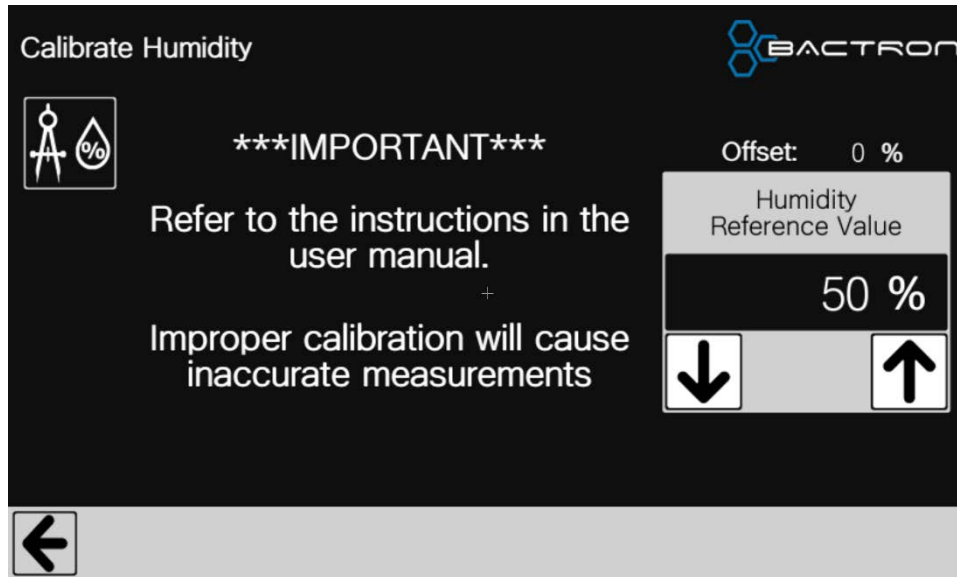 Calibrate Humidity
BACTRON
%
***IMPORTANT***
Refer to the instructions in the
user manual.
Improper calibration will cause
inaccurate measurements
Offset: 0 %
Humidity
Reference Value
50 %